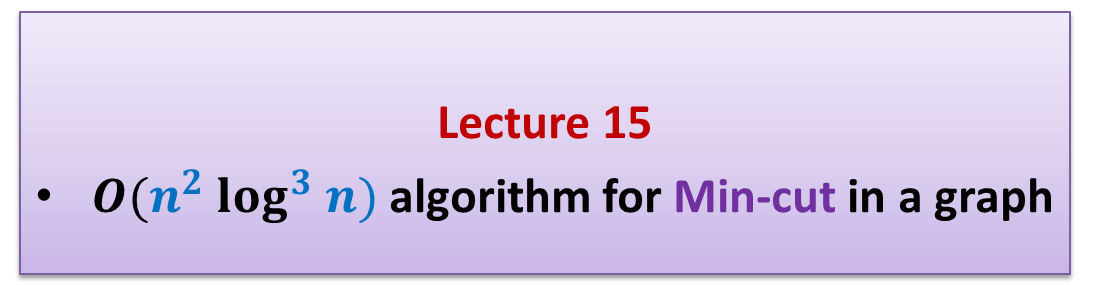 Lecture 15
• O(n² log³ n) algorithm for Min-cut in a graph